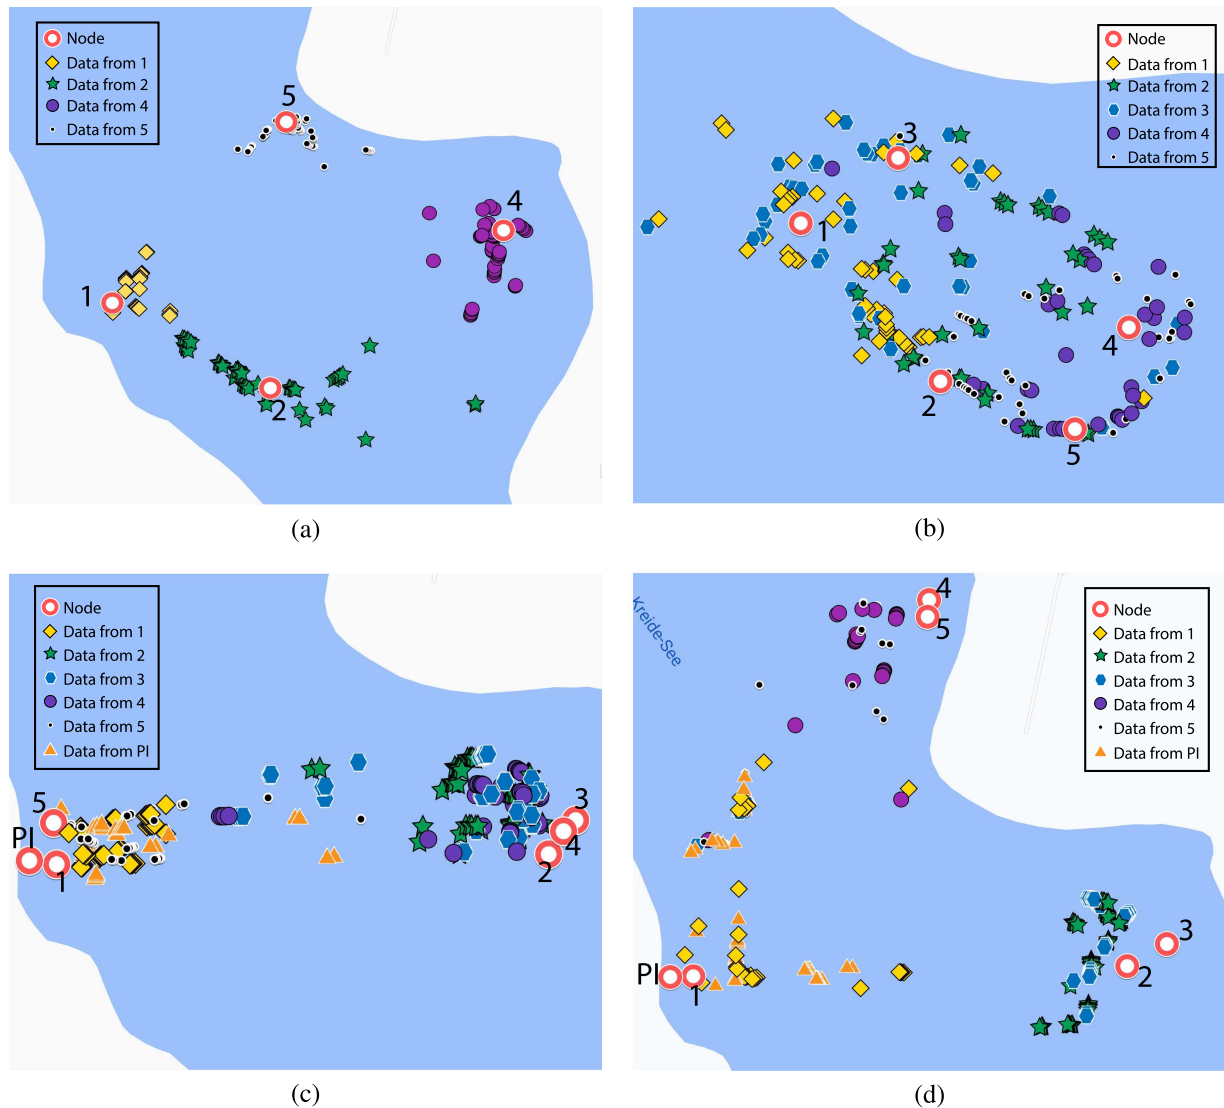 Node
Data from 1
Data from 2
Data from 4
Data from 5
5
4
1
2
(a)
Node
Data from 1
Data from 2
Data from 3
Data from 4
Data from 5
3
1
4
2
5
(b)
Node
Data from 1
Data from 2
Data from 3
Data from 4
Data from 5
Data from PI
5
3
PI
4
1
2
(c)
Kreide-See
Node
Data from 1
Data from 2
Data from 3
Data from 4
Data from 5
Data from PI
4
5
3
PI
2
1
(d)